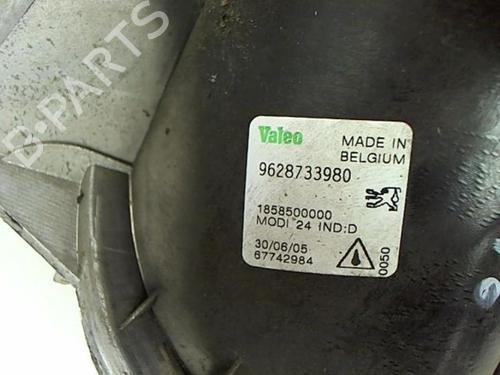 B-PARTS
Valeo
MADE IN
BELGIUM
9628733980
1858500000
MODI 24 IND:D
30/06/05
67742984
0050